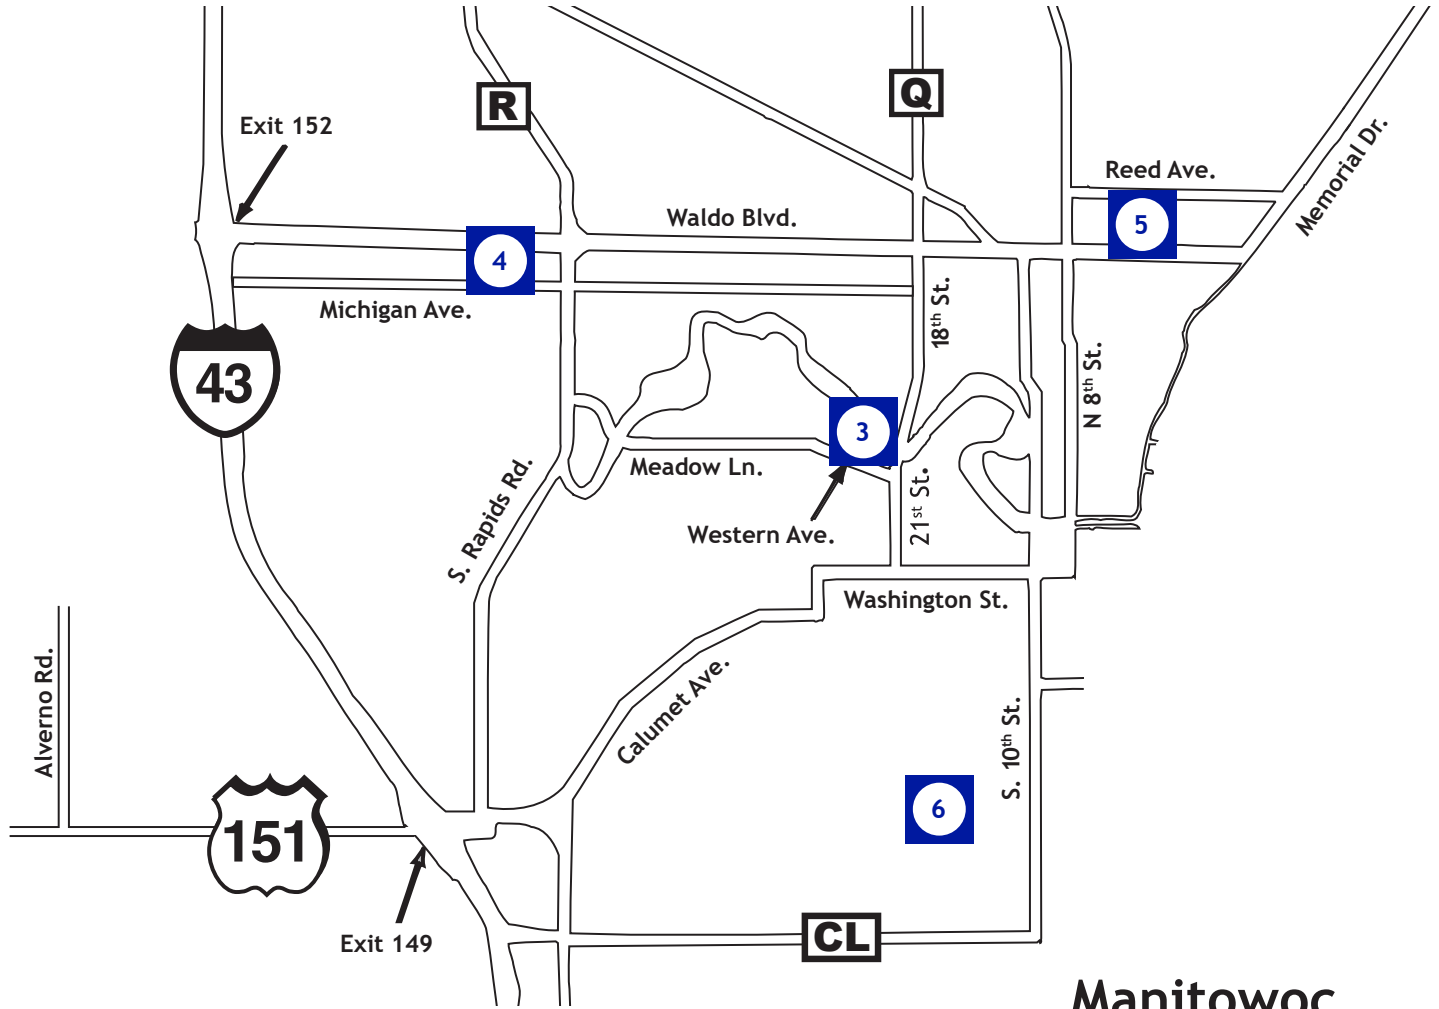 R
Q
Exit 152
Reed Ave.
Memorial Dr.
Waldo Blvd.
5
4
Michigan Ave.
18th St.
43
N 8th St.
3
Meadow Ln.
S. Rapids Rd.
21st St.
Western Ave.
Washington St.
Alverno Rd.
Calumet Ave.
S. 10th St.
6
151
Exit 149
CL
Manitowoc